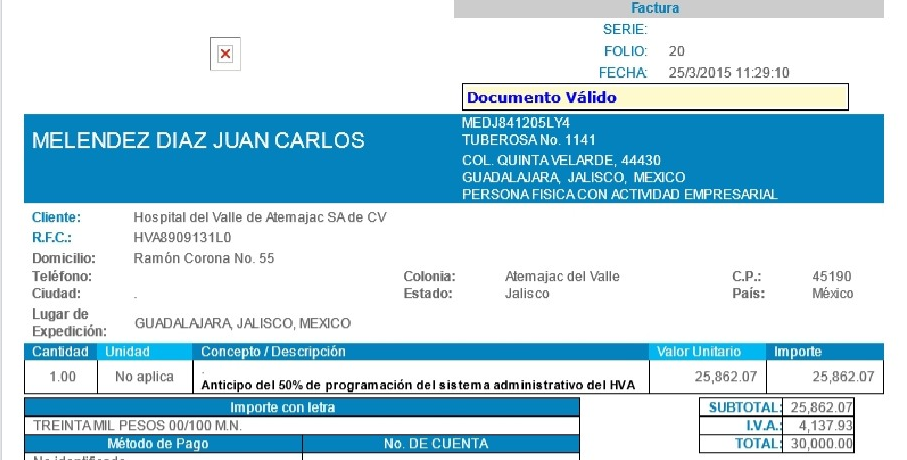 Factura
SERIE:
FOLIO: 20
FECHA: 25/3/2015 11:29:10
Documento Válido
MELENDEZ DIAZ JUAN CARLOS
MEDJ841205LY4
TUBEROSA No. 1141
COL. QUINTA VELARDE, 44430
GUADALAJARA, JALISCO, MEXICO
PERSONA FISICA CON ACTIVIDAD EMPRESARIAL
Cliente: Hospital del Valle de Atemajac SA de CV
R.F.C.: HVA8909131L0
Domicilio: Ramón Corona No. 55
Teléfono: Colonia: Atemajac del Valle C.P.: 45190
Ciudad: . Estado: Jalisco País: México
Lugar de
Expedición: GUADALAJARA, JALISCO, MEXICO
Cantidad Unidad Concepto / Descripción Valor Unitario Importe
1.00 No aplica . 25,862.07 25,862.07
Anticipo del 50% de programación del sistema administrativo del HVA
Importe con letra SUBTOTAL: 25,862.07
TREINTA MIL PESOS 00/100 M.N. I.V.A.: 4,137.93
Método de Pago No. DE CUENTA TOTAL: 30,000.00